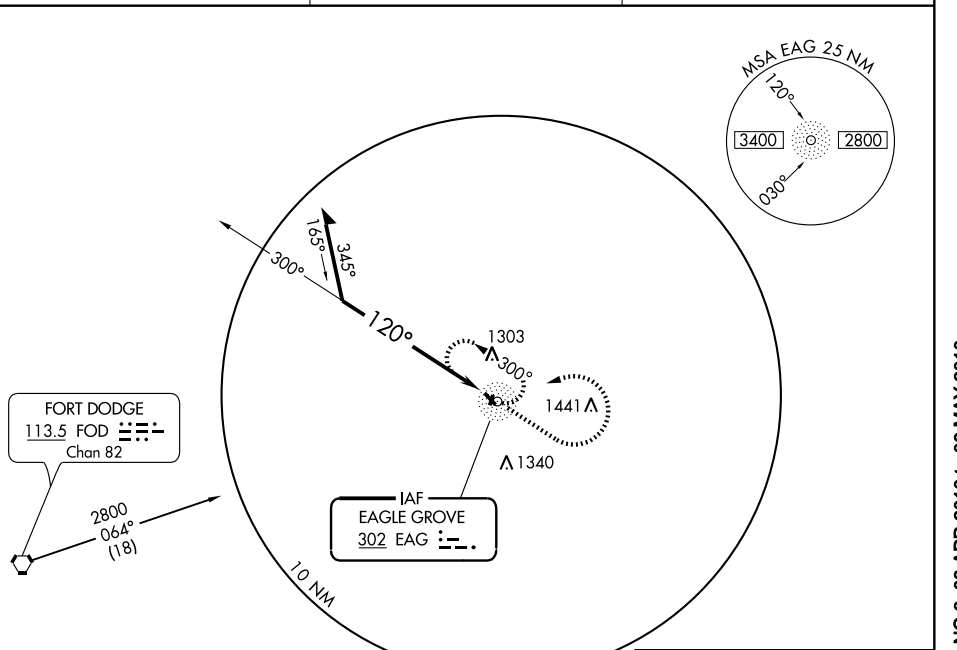 MSA EAG 25 NM
120°
3400
2800
030°
165°
345°
300°
120°
1303
300°
1441
1340
FORT DODGE
113.5 FOD
Chan 82
2800
064°
(18)
IAF
EAGLE GROVE
302 EAG
10 NM